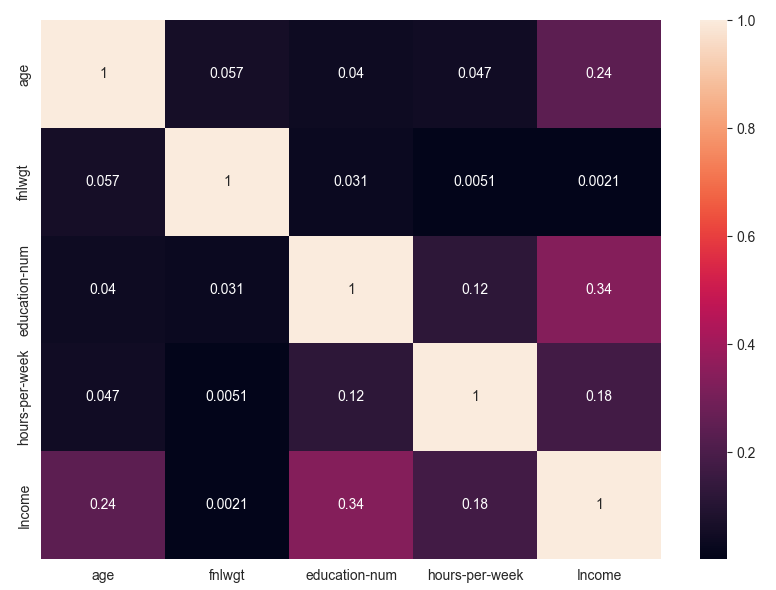 age 1 0.057 0.04 0.047 0.24
fnlwgt 0.057 1 0.031 0.0051 0.0021
education-num 0.04 0.031 1 0.12 0.34
hours-per-week 0.047 0.0051 0.12 1 0.18
Income 0.24 0.0021 0.34 0.18 1
age fnlwgt education-num hours-per-week Income
1.0
0.8
0.6
0.4
0.2